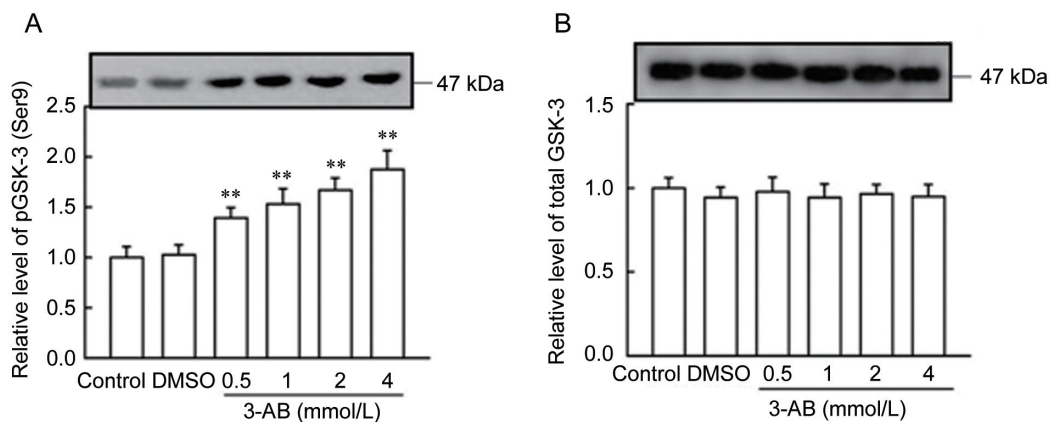 A
47 kDa
Relative level of pGSK-3 (Ser9)
2.5
2.0
1.5
1.0
0.5
0.0
** ** ** **
Control DMSO 0.5 1 2 4
3-AB (mmol/L)
B
47 kDa
Relative level of total GSK-3
1.5
1.0
0.5
0.0
Control DMSO 0.5 1 2 4
3-AB (mmol/L)